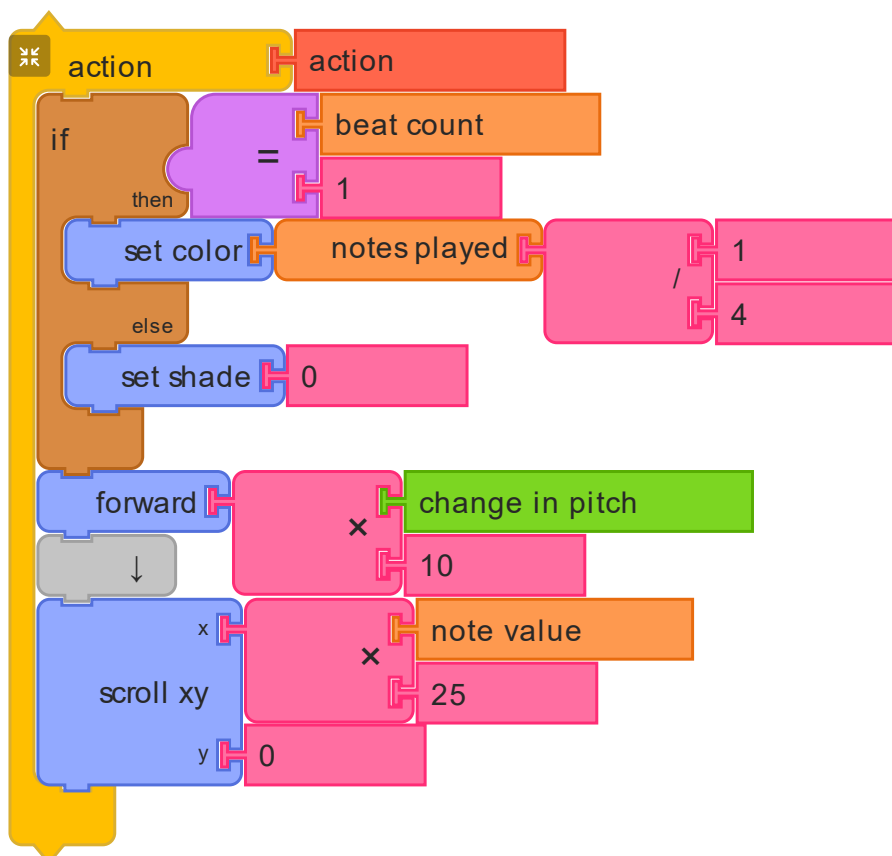 action action
if beat count
=
then 1
set color notes played 1
/
4
else
set shade 0
forward change in pitch
×
↓ 10
x note value
×
scroll xy 25
y 0